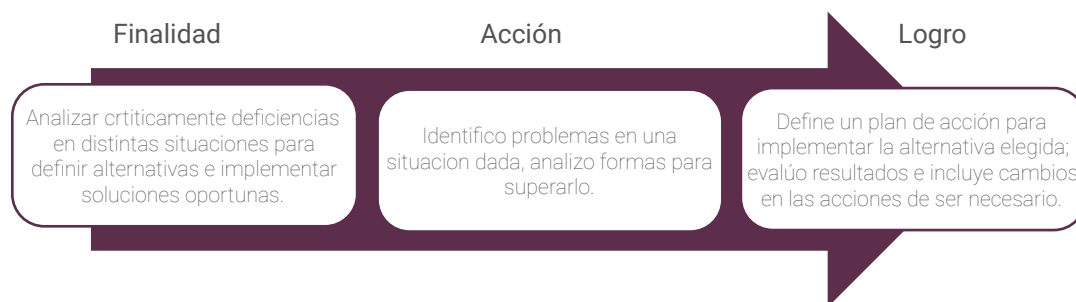 Finalidad
Acción
Logro
Analizar crtiticamente deficiencias
en distintas situaciones para
definir alternativas e implementar
soluciones oportunas.
Identifico problemas en una
situacion dada, analizo formas para
superarlo.
Define un plan de acción para
implementar la alternativa elegida;
evalúo resultados e incluye cambios
en las acciones de ser necesario.